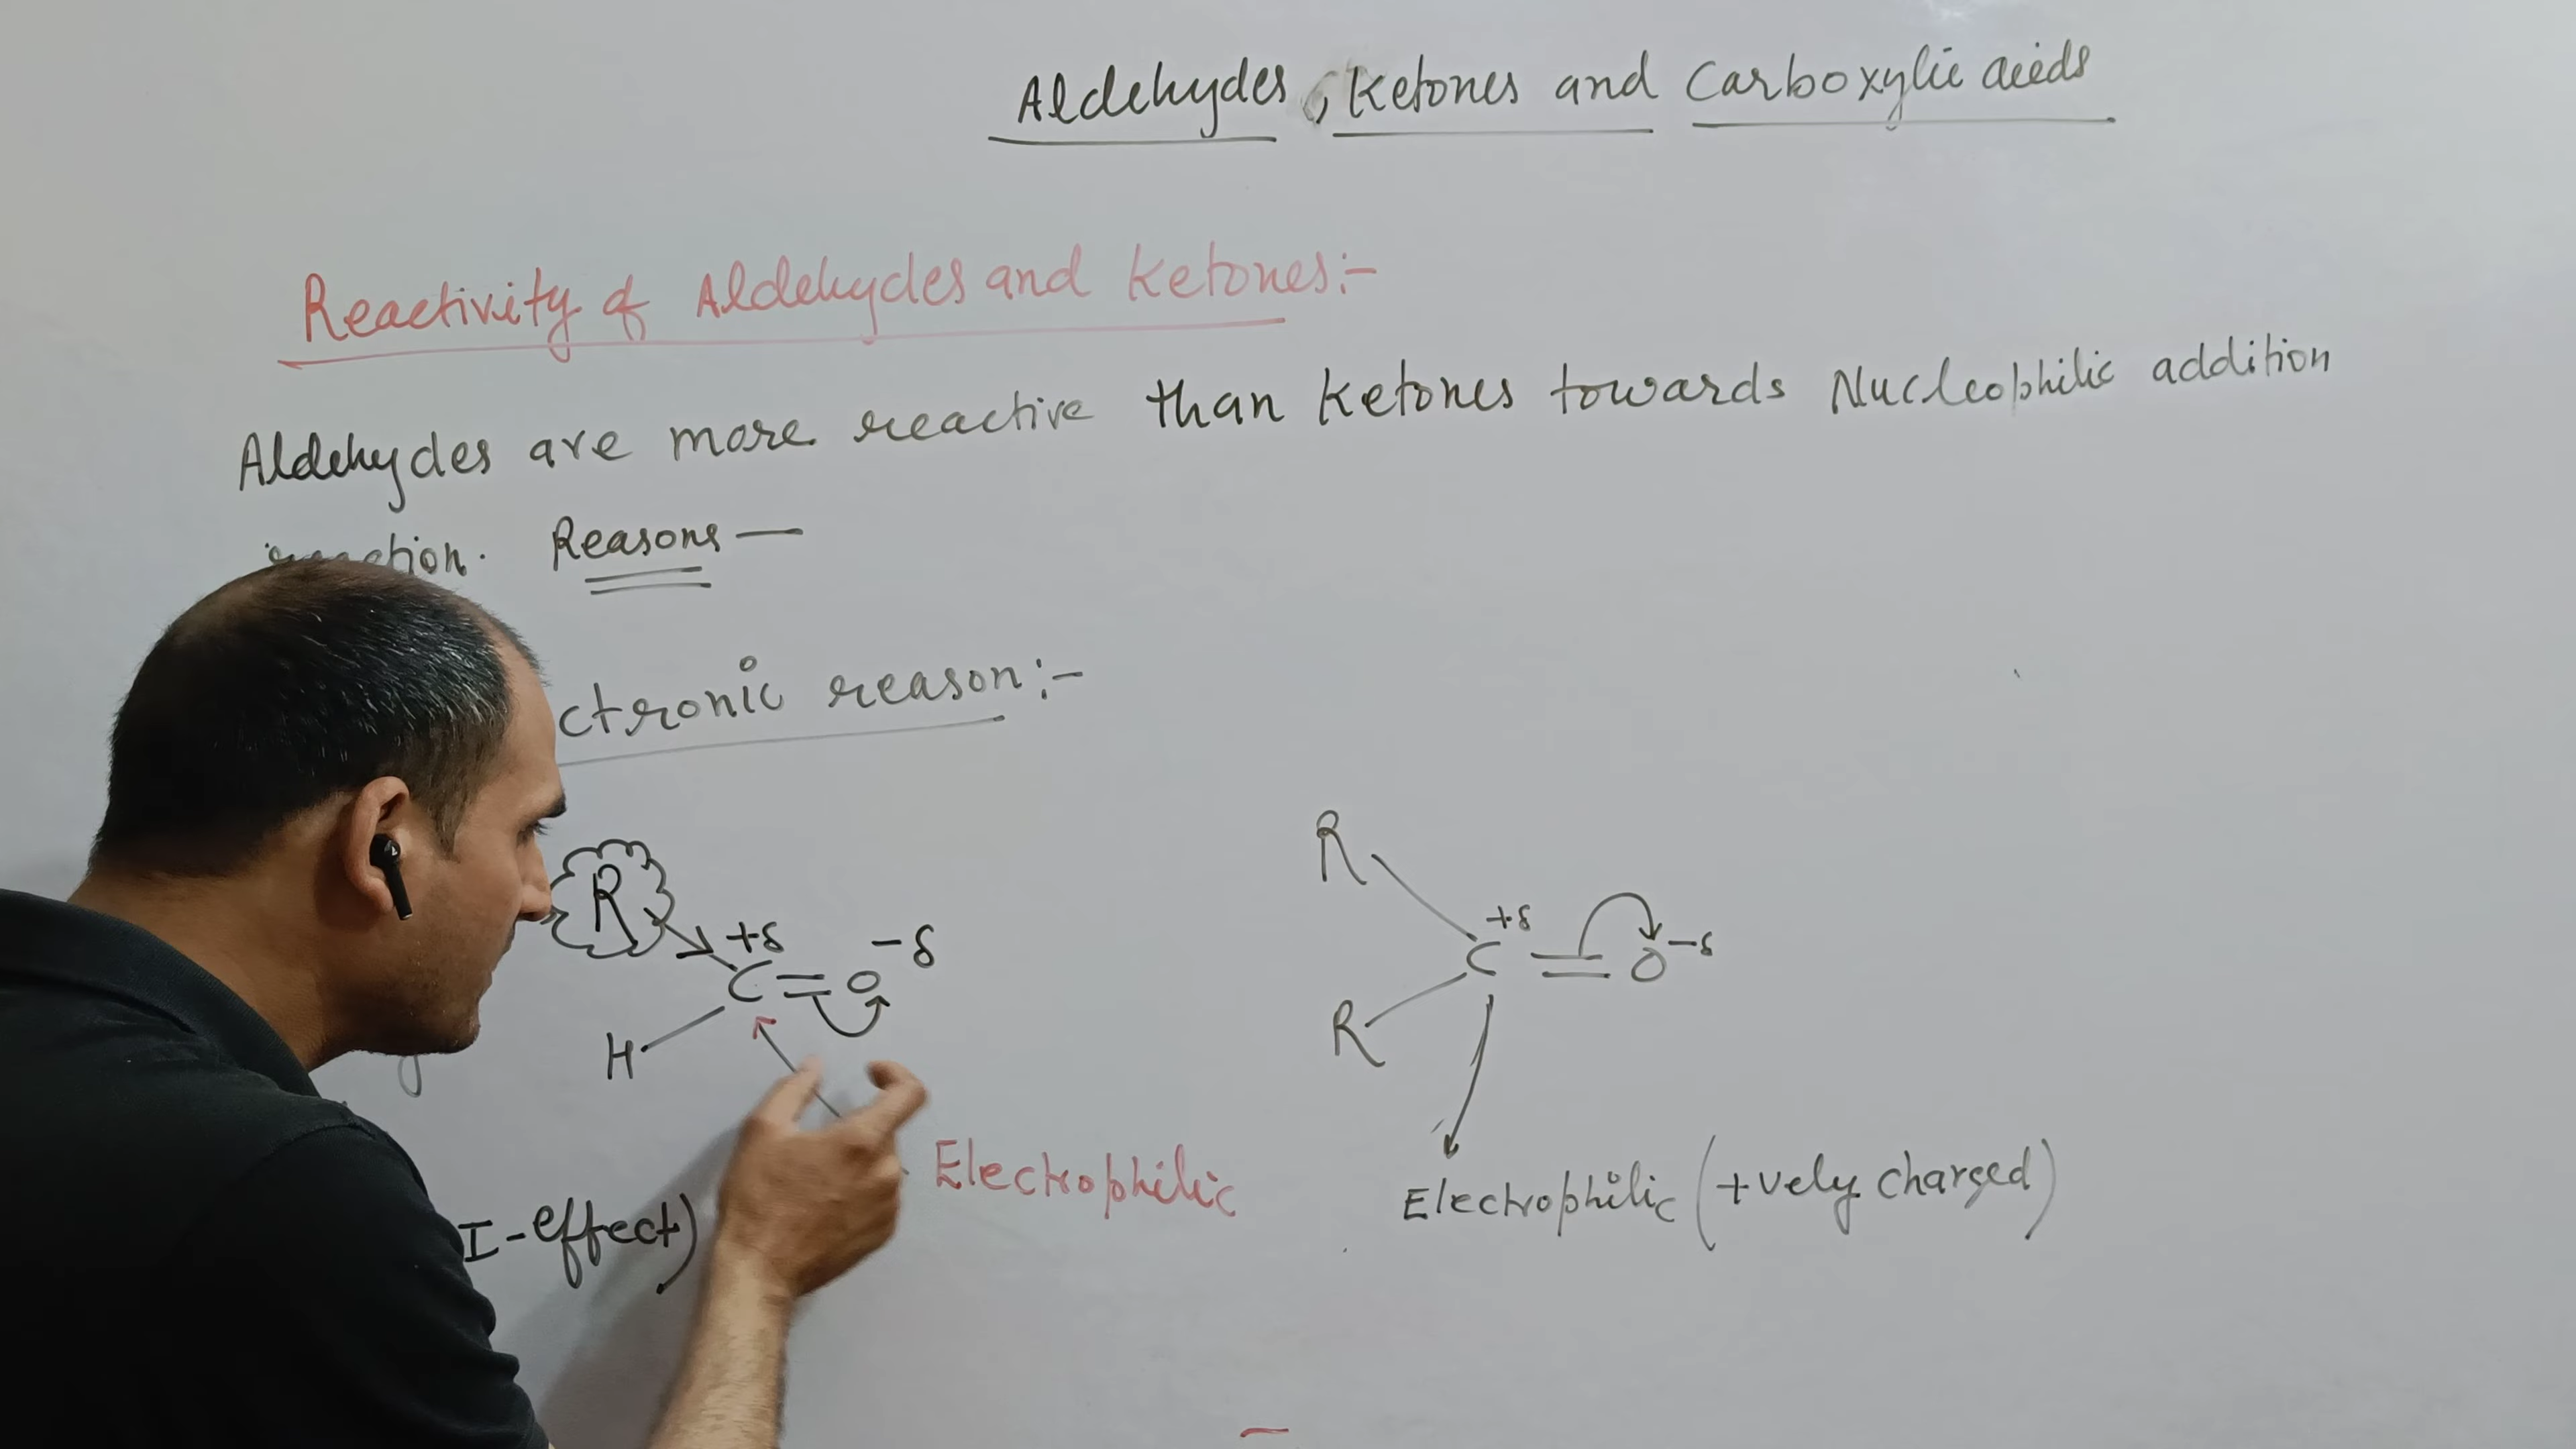 Aldehydes, Ketones and Carboxylic acids
Reactivity of Aldehydes and Ketones:-
Aldehydes are more reactive than Ketones towards Nucleophilic addition
Reasons —
ctronic reason:-
R
+δ
-δ
C=O
H
R
+δ
-δ
C=O
R
Electrophilic
Electrophilic (+vely charged)
I-effect)